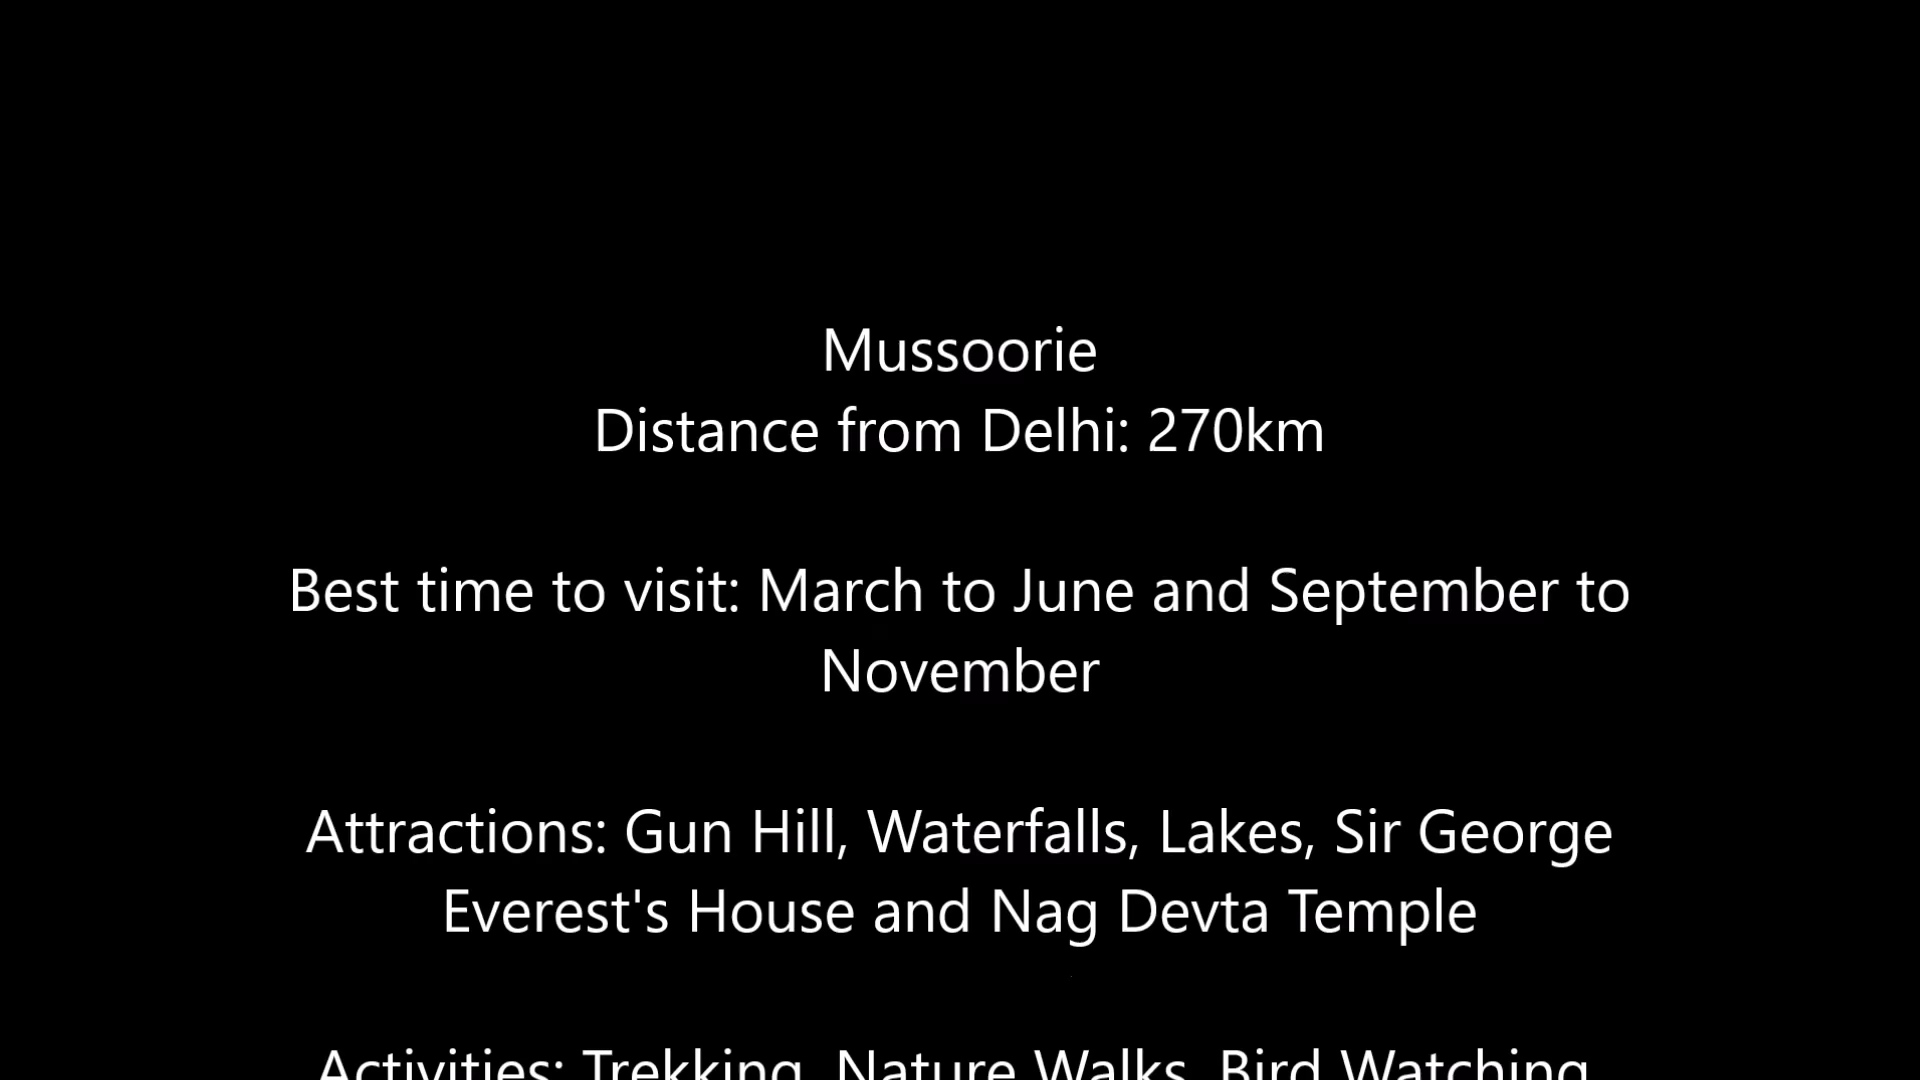 Mussoorie
Distance from Delhi: 270km
Best time to visit: March to June and September to
November
Attractions: Gun Hill, Waterfalls, Lakes, Sir George
Everest's House and Nag Devta Temple
Activities: Trekking, Nature Walks, Bird Watching